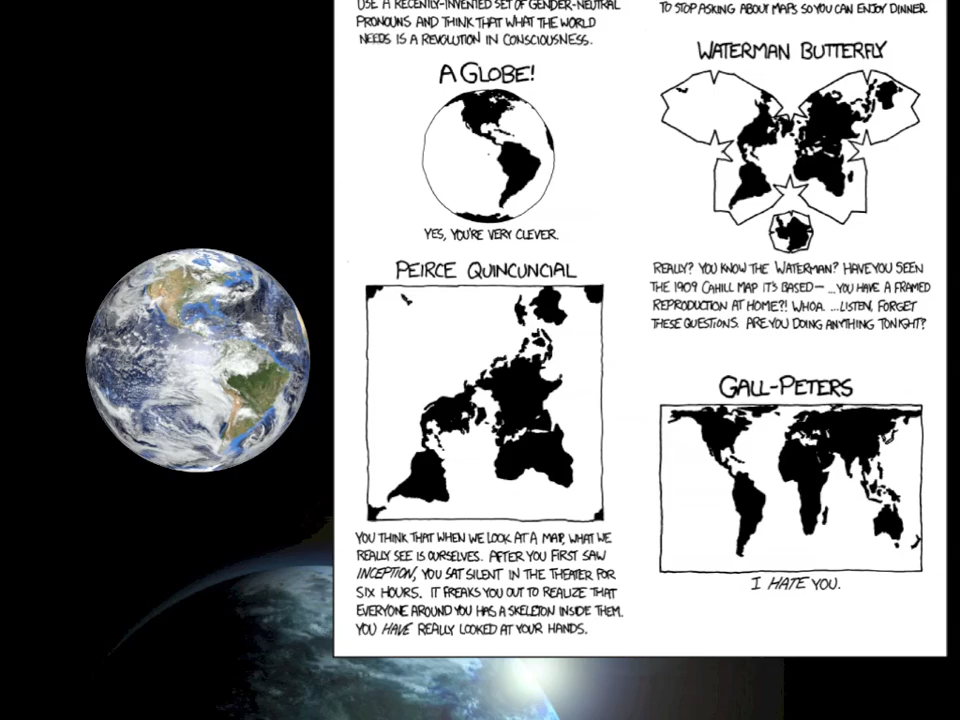 USE A RECENTLY-INVENTED SET OF GENDER-NEUTRAL
PRONOUNS AND THINK THAT WHAT THE WORLD
NEEDS IS A REVOLUTION IN CONSCIOUSNESS.
A GLOBE!
YES, YOU'RE VERY CLEVER.
PEIRCE QUINCUNCIAL
YOU THINK THAT WHEN WE LOOK AT A MAP, WHAT WE
REALLY SEE IS OURSELVES. AFTER YOU FIRST SAW
INCEPTION, YOU SAT SILENT IN THE THEATER FOR
SIX HOURS. IT FREAKS YOU OUT TO REALIZE THAT
EVERYONE AROUND YOU HAS A SKELETON INSIDE THEM.
YOU HAVE REALLY LOOKED AT YOUR HANDS.
TO STOP ASKING ABOUT MAPS SO YOU CAN ENJOY DINNER.
WATERMAN BUTTERFLY
REALLY? YOU KNOW THE WATERMAN? HAVE YOU SEEN
THE 1909 CAHILL MAP IT'S BASED— ...YOU HAVE A FRAMED
REPRODUCTION AT HOME?! WHOA. ...LISTEN, FORGET
THESE QUESTIONS. ARE YOU DOING ANYTHING TONIGHT?
GALL-PETERS
I HATE YOU.